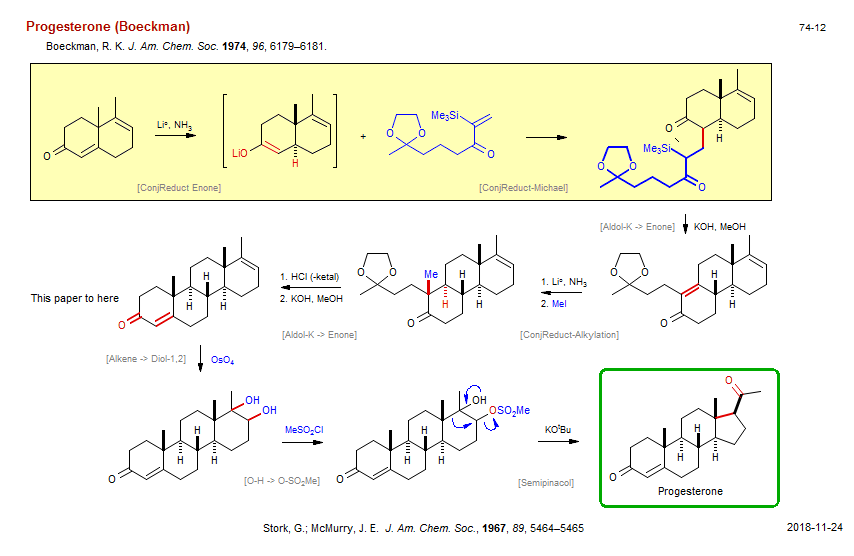 Progesterone (Boeckman)
74-12
Boeckman, R. K. J. Am. Chem. Soc. 1974, 96, 6179–6181.
O
Li°, NH₃
LiO
H
+
O
O
Me₃Si
O
[ConjReduct Enone]
[ConjReduct-Michael]
O
H
Me₃Si
O
O
O
[Aldol-K -> Enone]
KOH, MeOH
This paper to here
O
H
H
H
1. HCl (-ketal)
2. KOH, MeOH
[Aldol-K -> Enone]
O
O
Me
H
H
H
O
1. Li°, NH₃
2. MeI
[ConjReduct-Alkylation]
O
O
H
H
O
[Alkene -> Diol-1,2]
OsO₄
O
H
H
H
OH
OH
MeSO₂Cl
[O-H -> O-SO₂Me]
O
H
H
H
OH
OSO₂Me
KOᵗBu
[Semipinacol]
O
O
H
H
H
Progesterone
Stork, G.; McMurry, J. E. J. Am. Chem. Soc., 1967, 89, 5464–5465
2018-11-24